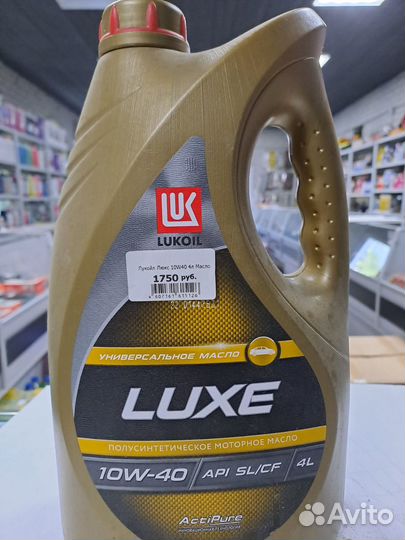 LUKOIL
Лукойл Люкс 10W40 4л Масло
1750 руб.
УНИВЕРСАЛЬНОЕ МАСЛО
LUXE
ПОЛУСИНТЕТИЧЕСКОЕ МОТОРНОЕ МАСЛО
10W-40 API SL/CF 4L
ActiPure
Avito